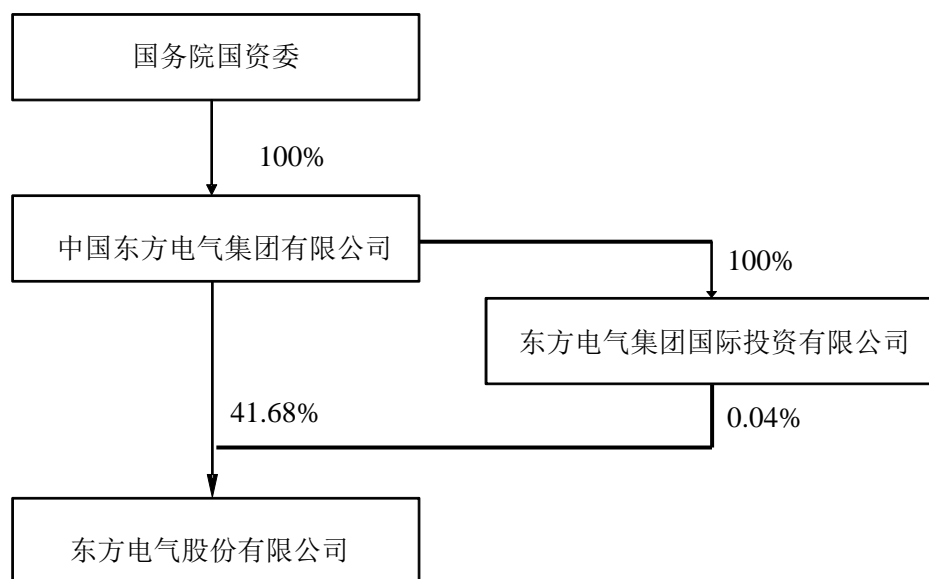 国务院国资委
100%
中国东方电气集团有限公司
100%
东方电气集团国际投资有限公司
41.68%
0.04%
东方电气股份有限公司